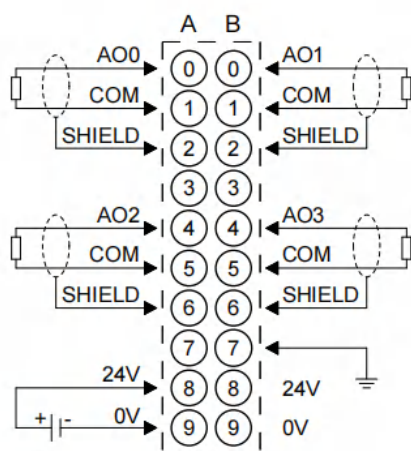 A B
AO0 0 0 AO1
COM 1 1 COM
SHIELD 2 2 SHIELD
3 3
AO2 4 4 AO3
COM 5 5 COM
SHIELD 6 6 SHIELD
7 7
24V 8 8 24V
+ - 0V 9 9 0V